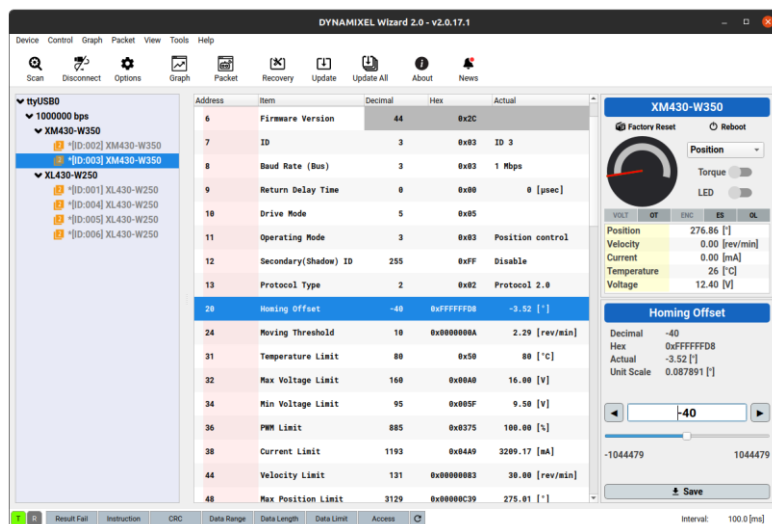 DYNAMIXEL Wizard 2.0 - v2.0.17.1
Device Control Graph Packet View Tools Help
Scan Disconnect Options Graph Packet Recovery Update Update All About News
ttyUSB0
1000000 bps
XM430-W350
*[ID:002] XM430-W350
*[ID:003] XM430-W350
XL430-W250
*[ID:001] XL430-W250
*[ID:004] XL430-W250
*[ID:005] XL430-W250
*[ID:006] XL430-W250
Address Item Decimal Hex Actual
6 Firmware Version 44 0x2C
7 ID 3 0x03 ID 3
8 Baud Rate (Bus) 3 0x03 1 Mbps
9 Return Delay Time 0 0x00 0 [μsec]
10 Drive Mode 5 0x05
11 Operating Mode 3 0x03 Position control
12 Secondary(Shadow) ID 255 0xFF Disable
13 Protocol Type 2 0x02 Protocol 2.0
20 Homing Offset -40 0xFFFFFFD8 -3.52 [°]
24 Moving Threshold 10 0x0000000A 2.29 [rev/min]
31 Temperature Limit 80 0x50 80 [°C]
32 Max Voltage Limit 160 0x00A0 16.00 [V]
34 Min Voltage Limit 95 0x005F 9.50 [V]
36 PWM Limit 885 0x0375 100.00 [%]
38 Current Limit 1193 0x04A9 3209.17 [mA]
44 Velocity Limit 131 0x00000083 30.00 [rev/min]
48 Max Position Limit 3129 0x00000C39 275.01 [°]
XM430-W350
Factory Reset Reboot
Position
Torque
LED
VOLT OT ENC ES OL
Position 276.86 [°]
Velocity 0.00 [rev/min]
Current 0.00 [mA]
Temperature 26 [°C]
Voltage 12.40 [V]
Homing Offset
Decimal -40
Hex 0xFFFFFFD8
Actual -3.52 [°]
Unit Scale 0.087891 [°]
-40
-1044479 1044479
Save
T R Result Fail Instruction CRC Data Range Data Length Data Limit Access Interval: 100.0 [ms]